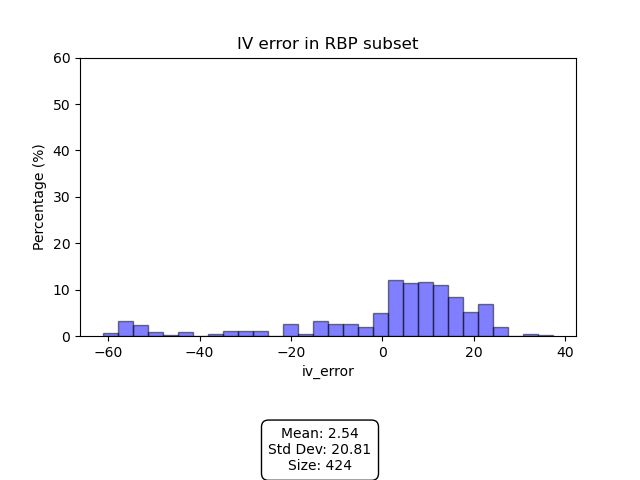 IV error in RBP subset
60
50
40
30
20
10
0
Percentage (%)
−60
−40
−20
0
20
40
iv_error
Mean: 2.54
Std Dev: 20.81
Size: 424